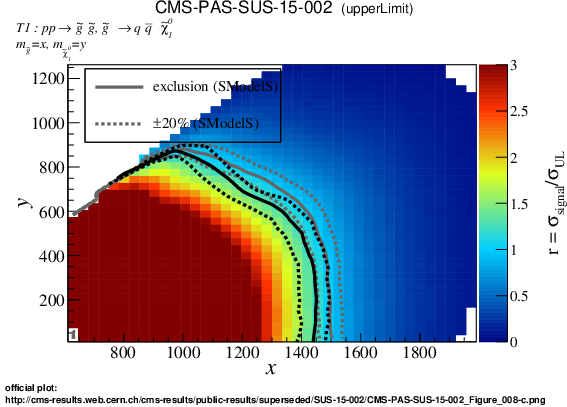 CMS-PAS-SUS-15-002 (upperLimit)
T1 : pp → g̃ g̃, g̃ → q q̄ χ̃₁⁰
m_g̃=x, m_χ̃₁⁰=y
exclusion (SModelS)
±20% (SModelS)
1200
1000
800
600
400
200
y
800 1000 1200 1400 1600 1800
x
3
2.5
2
1.5
1
0.5
0
r = σ_signal/σ_UL
official plot:
http://cms-results.web.cern.ch/cms-results/public-results/superseded/SUS-15-002/CMS-PAS-SUS-15-002_Figure_008-c.png